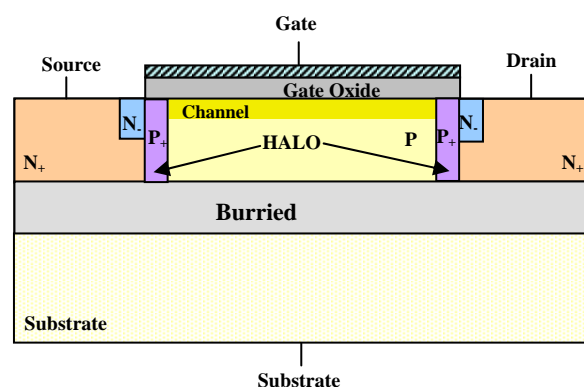 Gate
Source
Drain
Gate Oxide
Channel
N-
P+
HALO
P
P+
N-
N+
N+
Burried
Substrate
Substrate